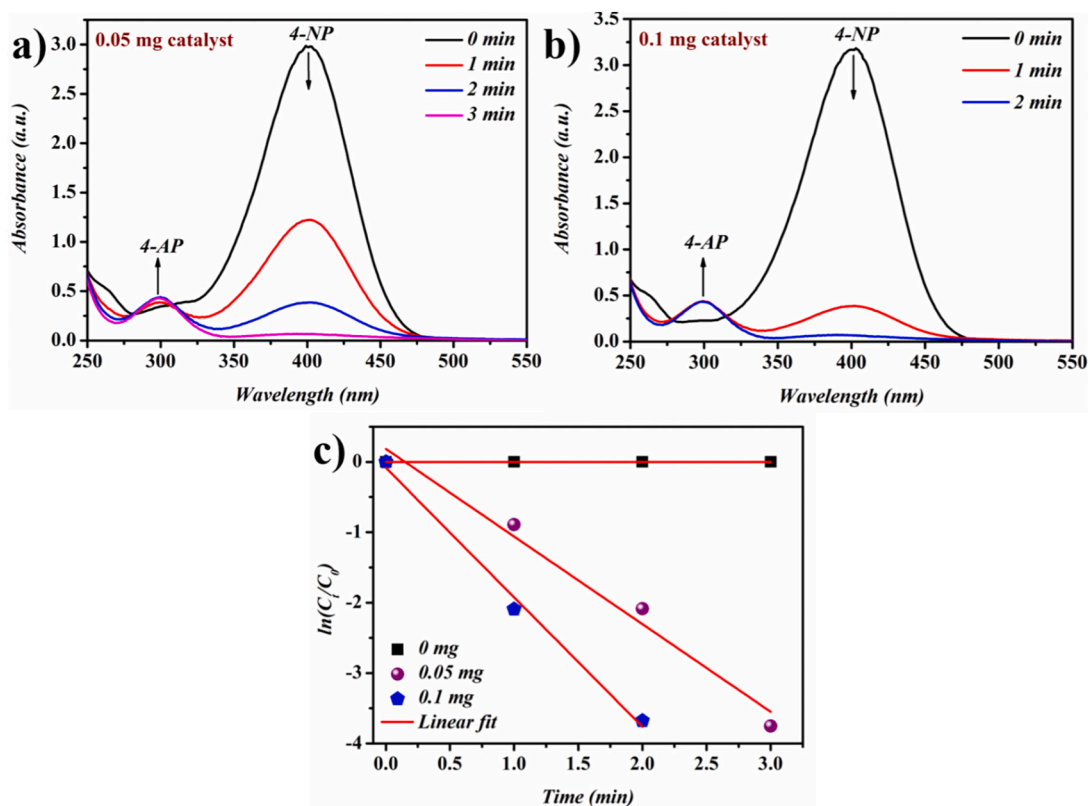 a)
0.05 mg catalyst
4-NP
0 min
1 min
2 min
3 min
4-AP
3.0
2.5
2.0
1.5
1.0
0.5
0.0
Absorbance (a.u.)
250 300 350 400 450 500 550
Wavelength (nm)
b)
0.1 mg catalyst
4-NP
0 min
1 min
2 min
4-AP
3.5
3.0
2.5
2.0
1.5
1.0
0.5
0.0
Absorbance (a.u.)
250 300 350 400 450 500 550
Wavelength (nm)
c)
0
-1
-2
-3
-4
ln(Ct/C0)
0 mg
0.05 mg
0.1 mg
Linear fit
0.0 0.5 1.0 1.5 2.0 2.5 3.0
Time (min)